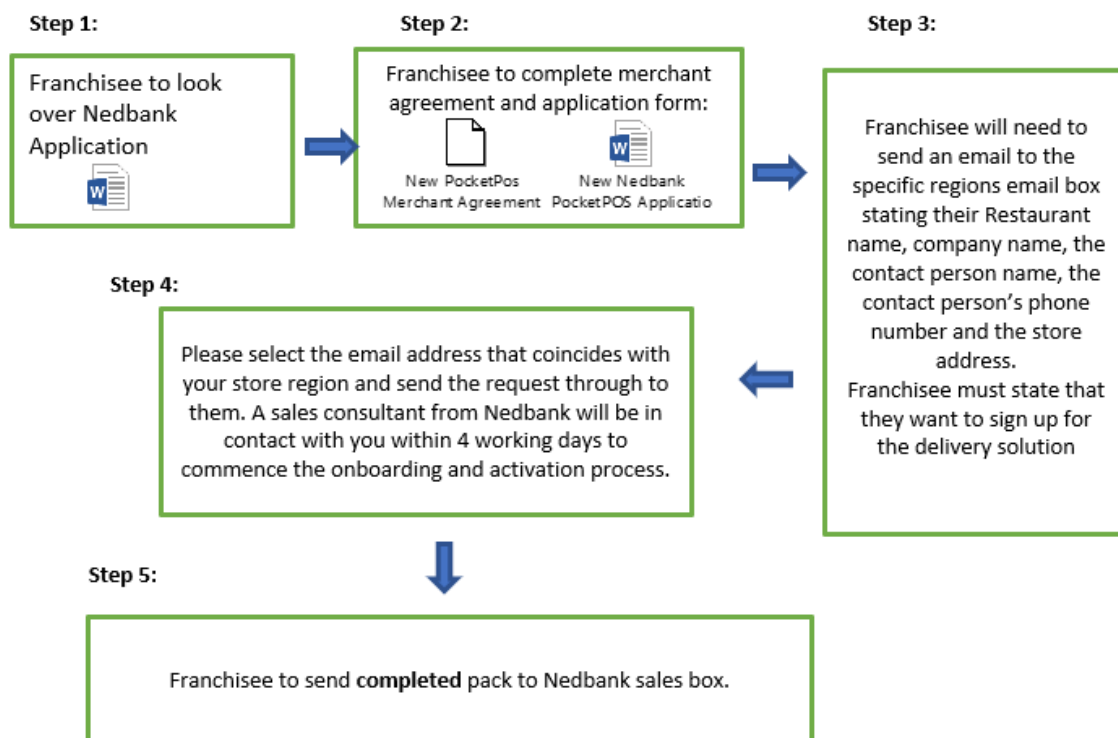 Step 1:
Franchisee to look
over Nedbank
Application
W
Step 2:
Franchisee to complete merchant
agreement and application form:
W
New PocketPos
Merchant Agreement
New Nedbank
PocketPOS Applicatio
Step 3:
Franchisee will need to
send an email to the
specific regions email box
stating their Restaurant
name, company name, the
contact person name, the
contact person's phone
number and the store
address.
Franchisee must state that
they want to sign up for
the delivery solution
Step 4:
Please select the email address that coincides with
your store region and send the request through to
them. A sales consultant from Nedbank will be in
contact with you within 4 working days to
commence the onboarding and activation process.
Step 5:
Franchisee to send completed pack to Nedbank sales box.